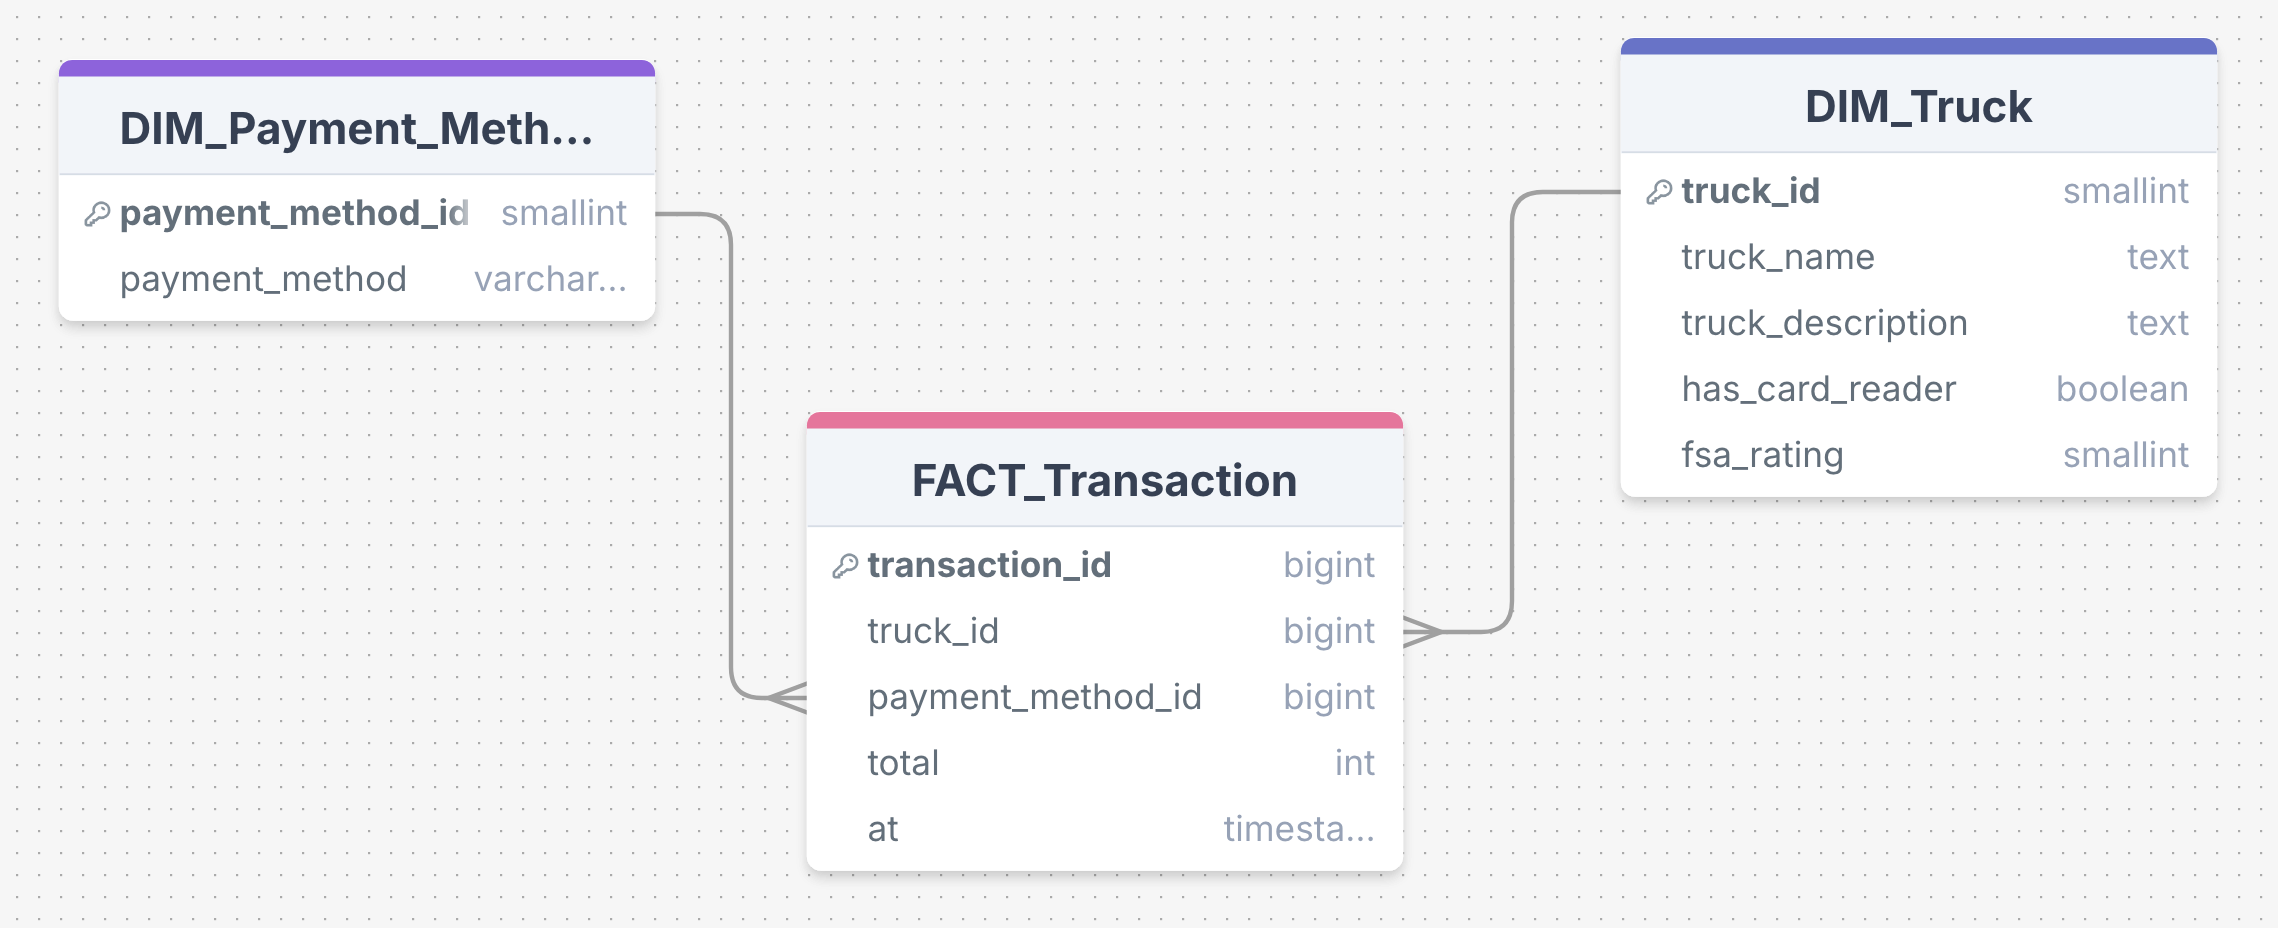 DIM_Payment_Meth...
payment_method_id smallint
payment_method varchar...
DIM_Truck
truck_id smallint
truck_name text
truck_description text
has_card_reader boolean
fsa_rating smallint
FACT_Transaction
transaction_id bigint
truck_id bigint
payment_method_id bigint
total int
at timesta...